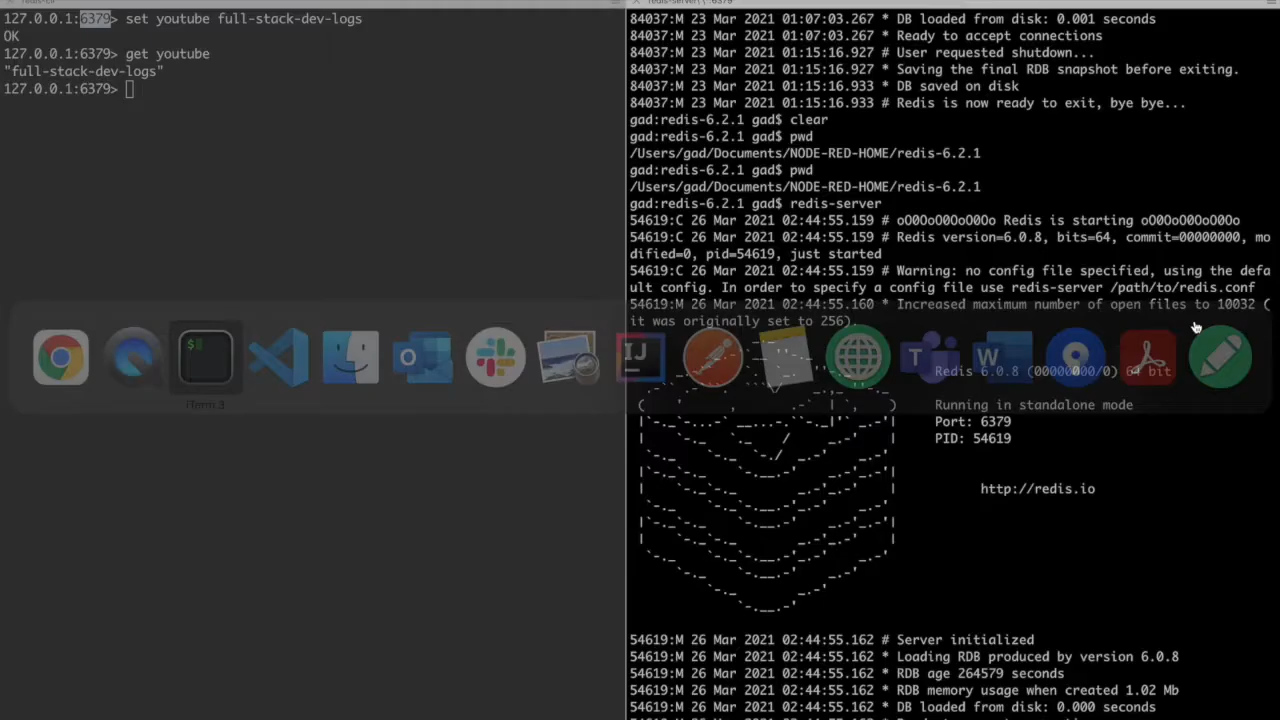 127.0.0.1:6379> set youtube full-stack-dev-logs
OK
127.0.0.1:6379> get youtube
"full-stack-dev-logs"
127.0.0.1:6379>
84037:M 23 Mar 2021 01:07:03.267 * DB loaded from disk: 0.001 seconds
84037:M 23 Mar 2021 01:07:03.267 * Ready to accept connections
84037:M 23 Mar 2021 01:15:16.927 # User requested shutdown...
84037:M 23 Mar 2021 01:15:16.927 * Saving the final RDB snapshot before exiting.
84037:M 23 Mar 2021 01:15:16.933 * DB saved on disk
84037:M 23 Mar 2021 01:15:16.933 # Redis is now ready to exit, bye bye...
gad:redis-6.2.1 gad$ clear
gad:redis-6.2.1 gad$ pwd
/Users/gad/Documents/NODE-RED-HOME/redis-6.2.1
gad:redis-6.2.1 gad$ pwd
/Users/gad/Documents/NODE-RED-HOME/redis-6.2.1
gad:redis-6.2.1 gad$ redis-server
54619:C 26 Mar 2021 02:44:55.159 # oO0OoO0OoO0Oo Redis is starting oO0OoO0OoO0Oo
54619:C 26 Mar 2021 02:44:55.159 # Redis version=6.0.8, bits=64, commit=00000000, mo
dified=0, pid=54619, just started
54619:C 26 Mar 2021 02:44:55.159 # Warning: no config file specified, using the defa
ult config. In order to specify a config file use redis-server /path/to/redis.conf
54619:M 26 Mar 2021 02:44:55.160 * Increased maximum number of open files to 10032 (
it was originally set to 256).
Redis 6.0.8 (00000000/0) 64 bit
iTerm 3
Running in standalone mode
Port: 6379
PID: 54619
http://redis.io
54619:M 26 Mar 2021 02:44:55.162 # Server initialized
54619:M 26 Mar 2021 02:44:55.162 * Loading RDB produced by version 6.0.8
54619:M 26 Mar 2021 02:44:55.162 * RDB age 264579 seconds
54619:M 26 Mar 2021 02:44:55.162 * RDB memory usage when created 1.02 Mb
54619:M 26 Mar 2021 02:44:55.162 * DB loaded from disk: 0.000 seconds